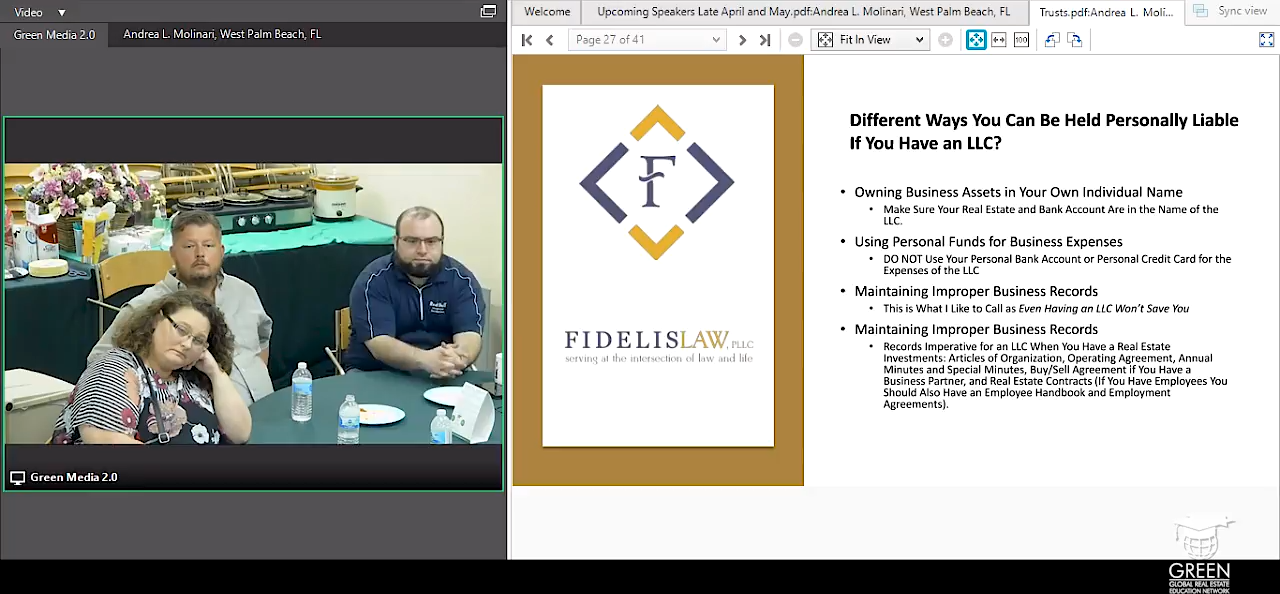 Video
Green Media 2.0
Andrea L. Molinari, West Palm Beach, FL
Green Media 2.0
Welcome
Upcoming Speakers Late April and May.pdf:Andrea L. Molinari, West Palm Beach, FL
Trusts.pdf:Andrea L. Moli...
Sync view
Page 27 of 41
Fit In View
100
F
FIDELISLAW, PLLC
serving at the intersection of law and life
Different Ways You Can Be Held Personally Liable
If You Have an LLC?
• Owning Business Assets in Your Own Individual Name
• Make Sure Your Real Estate and Bank Account Are in the Name of the
LLC.
• Using Personal Funds for Business Expenses
• DO NOT Use Your Personal Bank Account or Personal Credit Card for the
Expenses of the LLC
• Maintaining Improper Business Records
• This is What I Like to Call as Even Having an LLC Won't Save You
• Maintaining Improper Business Records
• Records Imperative for an LLC When You Have a Real Estate
Investments: Articles of Organization, Operating Agreement, Annual
Minutes and Special Minutes, Buy/Sell Agreement if You Have a
Business Partner, and Real Estate Contracts (If You Have Employees You
Should Also Have an Employee Handbook and Employment
Agreements).
GREEN
GLOBAL REAL ESTATE
EDUCATION NETWORK